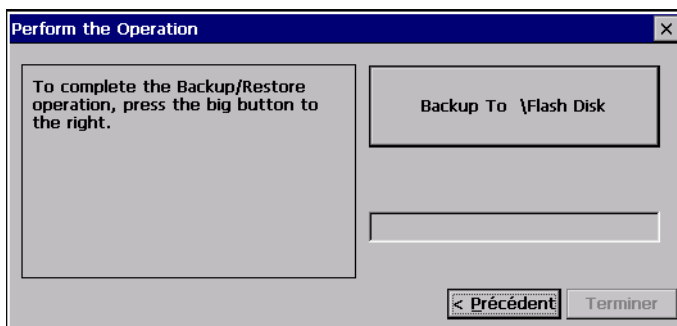 Perform the Operation
To complete the Backup/Restore
operation, press the big button to
the right.
Backup To \Flash Disk
< Précédent
Terminer